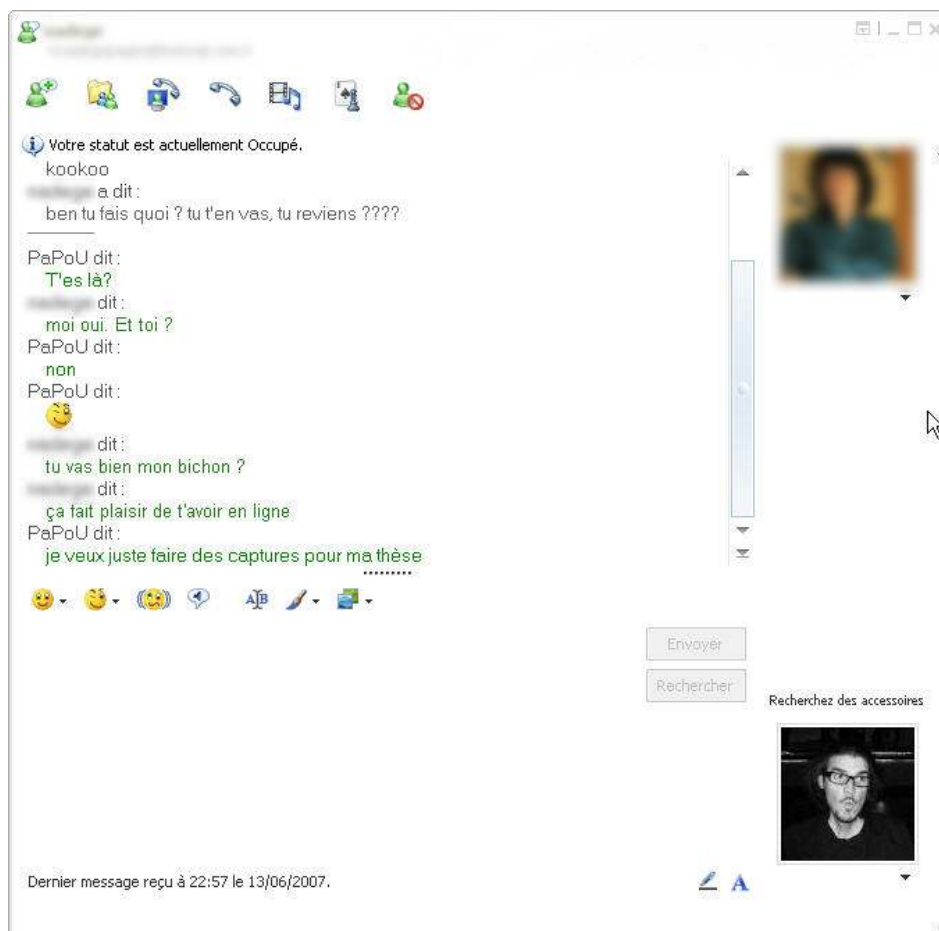 Votre statut est actuellement Occupé.
kookoo
a dit :
ben tu fais quoi ? tu t'en vas, tu reviens ????
PaPoU dit :
T'es là?
dit :
moi oui. Et toi ?
PaPoU dit :
non
PaPoU dit :
dit :
tu vas bien mon bichon ?
dit :
ça fait plaisir de t'avoir en ligne
PaPoU dit :
je veux juste faire des captures pour ma thèse
Envoyer
Rechercher
Recherchez des accessoires
Dernier message reçu à 22:57 le 13/06/2007.